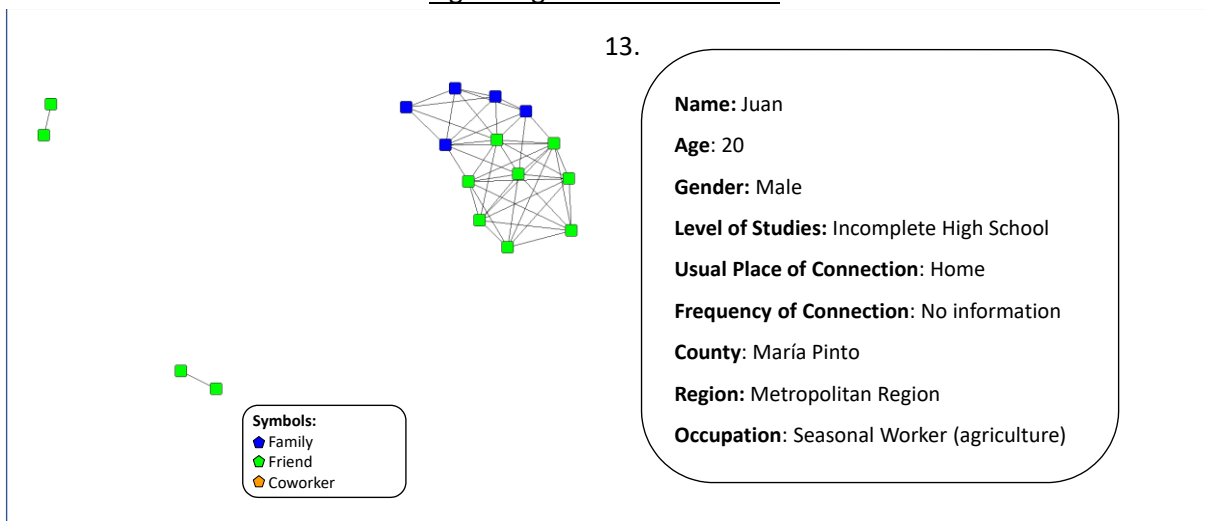 13.
Name: Juan
Age: 20
Gender: Male
Level of Studies: Incomplete High School
Usual Place of Connection: Home
Frequency of Connection: No information
County: María Pinto
Region: Metropolitan Region
Occupation: Seasonal Worker (agriculture)
Symbols:
Family
Friend
Coworker